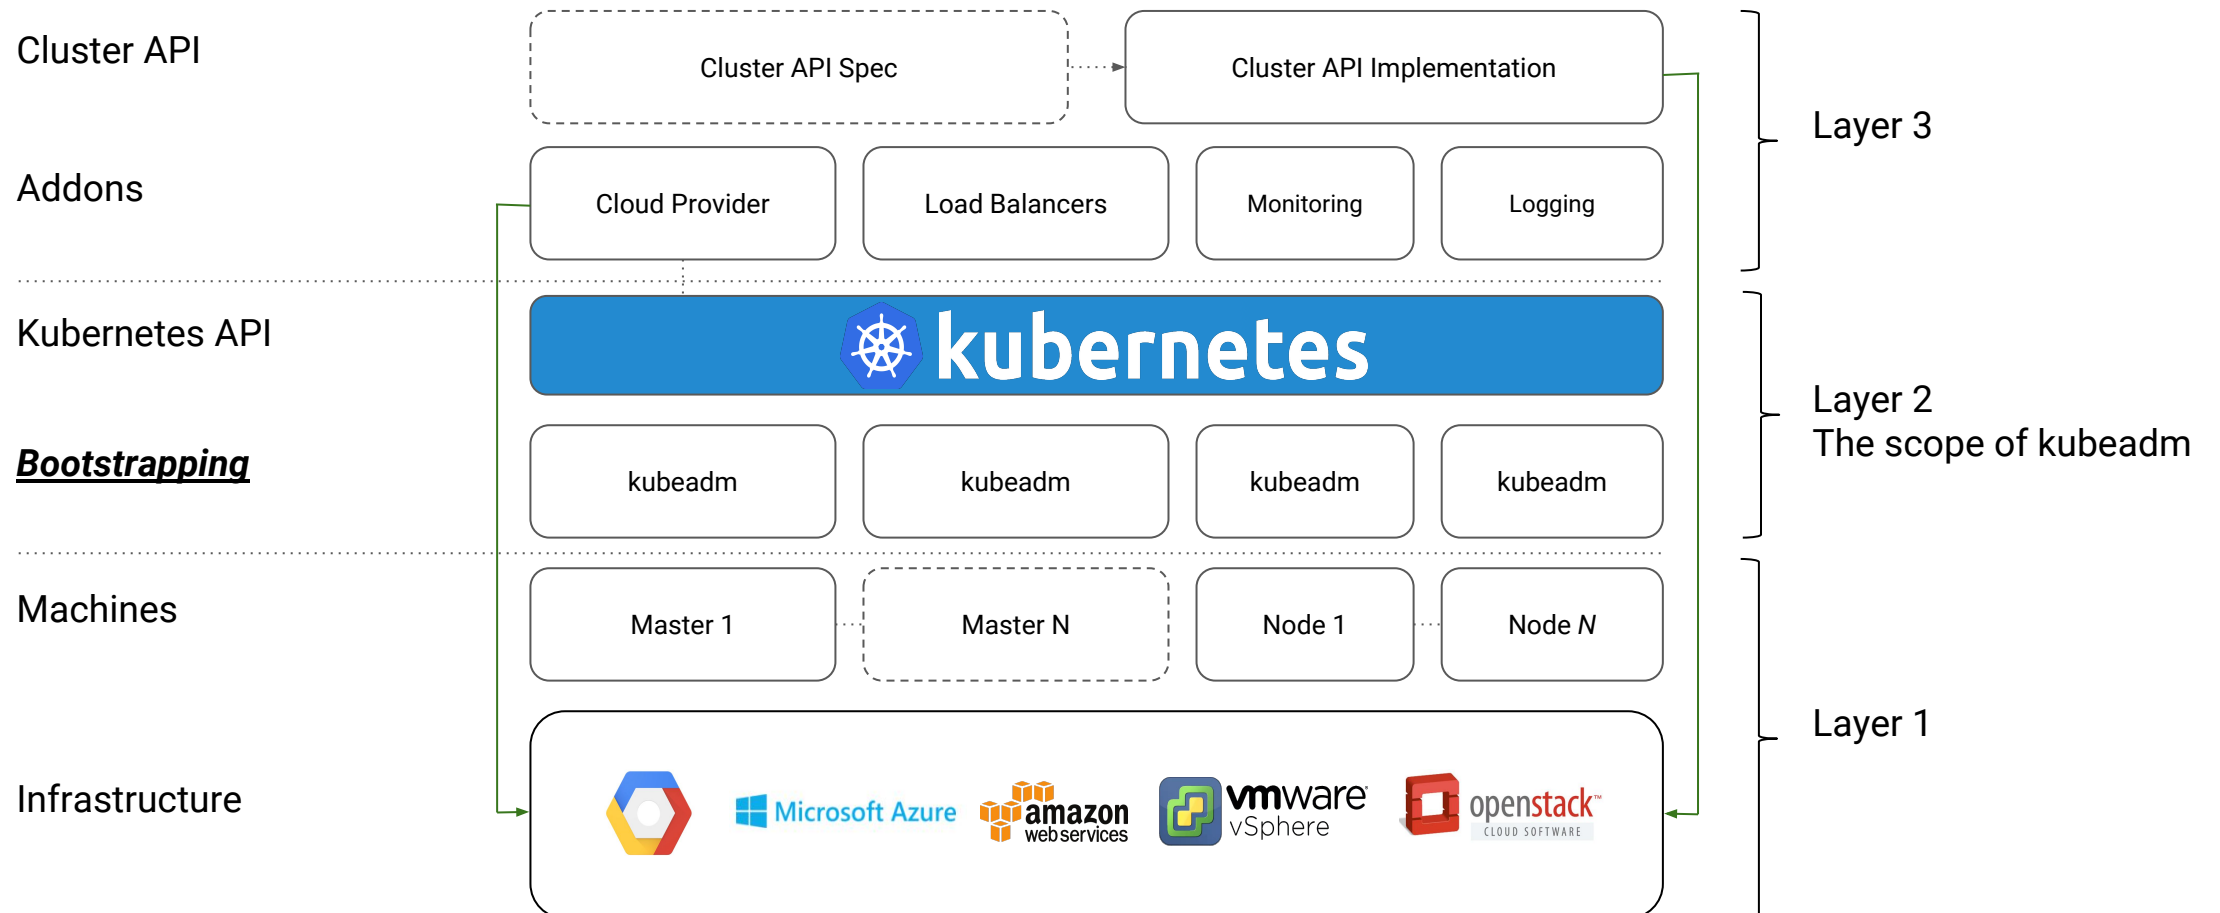 Cluster API
Cluster API Spec
Cluster API Implementation
Layer 3
Addons
Cloud Provider
Load Balancers
Monitoring
Logging
Kubernetes API
kubernetes
Layer 2
The scope of kubeadm
Bootstrapping
kubeadm
kubeadm
kubeadm
kubeadm
Machines
Master 1
Master N
Node 1
Node N
Layer 1
Infrastructure
Microsoft Azure
amazon
web services
vmware
vSphere
openstack™
CLOUD SOFTWARE